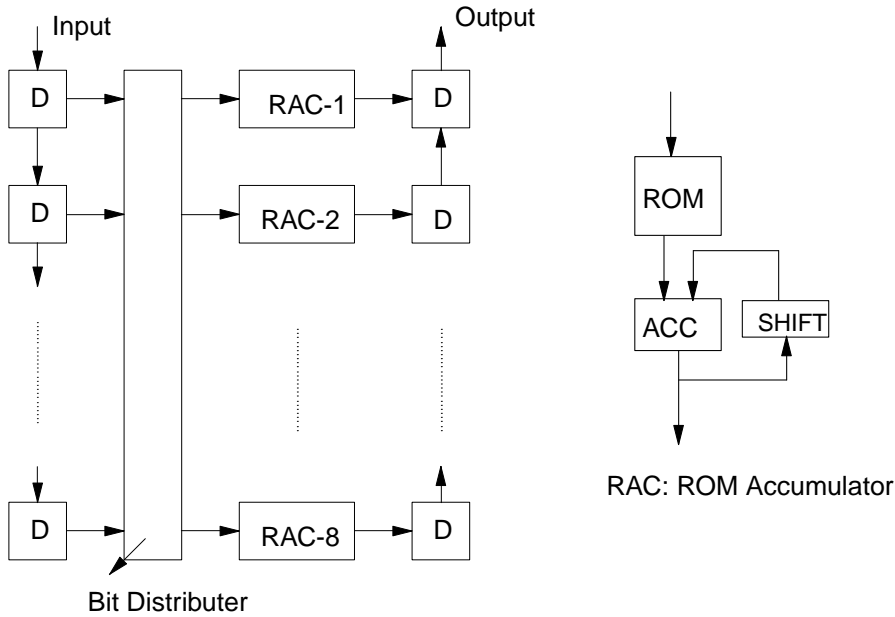 Input
Output
D
RAC-1
D
D
RAC-2
D
ROM
ACC
SHIFT
RAC: ROM Accumulator
D
RAC-8
D
Bit Distributer